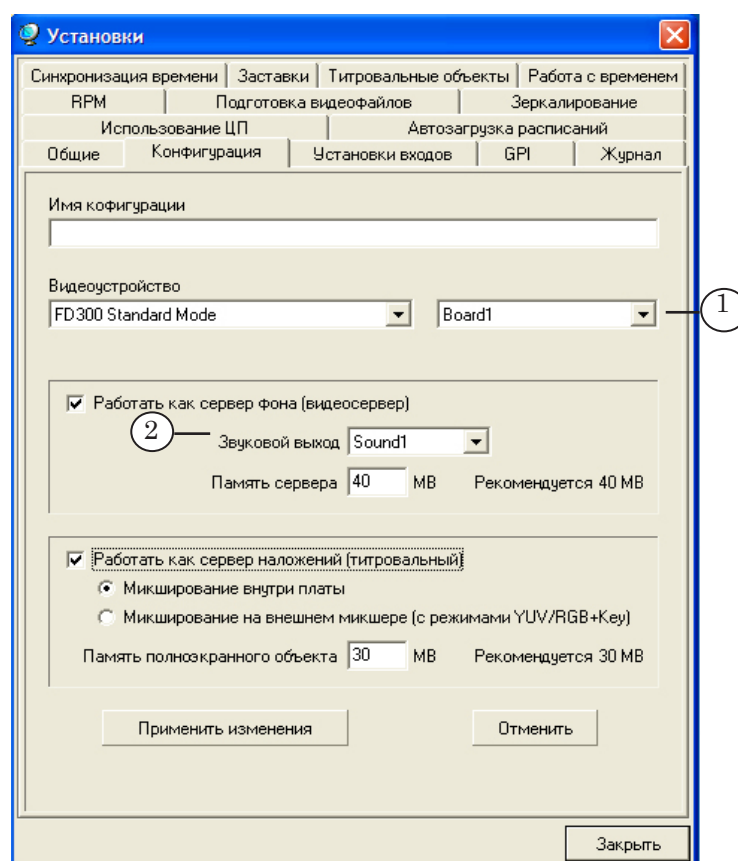 Установки
Синхронизация времени Заставки Титровальные объекты Работа с временем
RPM Подготовка видеофайлов Зеркалирование
Использование ЦП Автозагрузка расписаний
Общие Конфигурация Установки входов GPI Журнал
Имя кофигурации
Видеоустройство
FD300 Standard Mode Board1 1
Работать как сервер фона (видеосервер)
2 Звуковой выход Sound1
Память сервера 40 MB Рекомендуется 40 MB
Работать как сервер наложений (титровальный)
Микширование внутри платы
Микширование на внешнем микшере (с режимами YUV/RGB+Key)
Память полноэкранного объекта 30 MB Рекомендуется 30 MB
Применить изменения Отменить
Закрыть